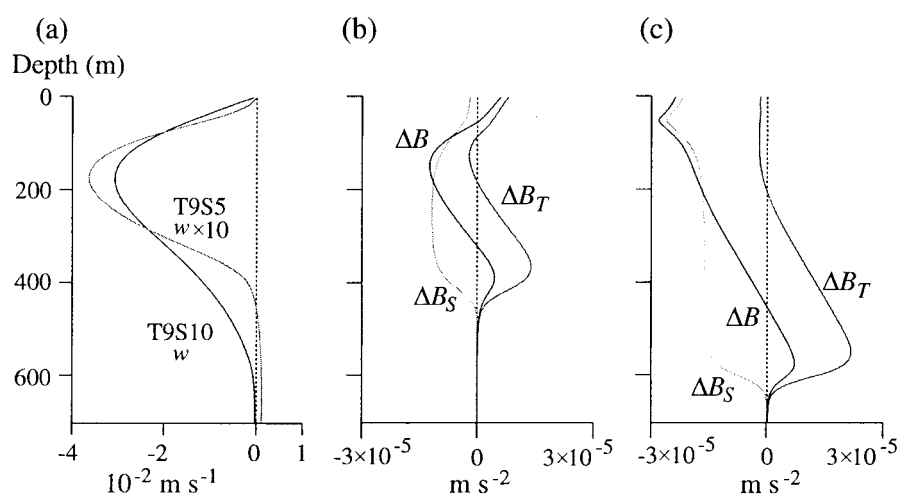 (a)
(b)
(c)
Depth (m)
0
200
400
600
T9S5
w×10
T9S10
w
-4
-2
0
1
10⁻² m s⁻¹
ΔB
ΔB_T
ΔB_S
-3×10⁻⁵
0
3×10⁻⁵
m s⁻²
ΔB_T
ΔB
ΔB_S
-3×10⁻⁵
0
3×10⁻⁵
m s⁻²